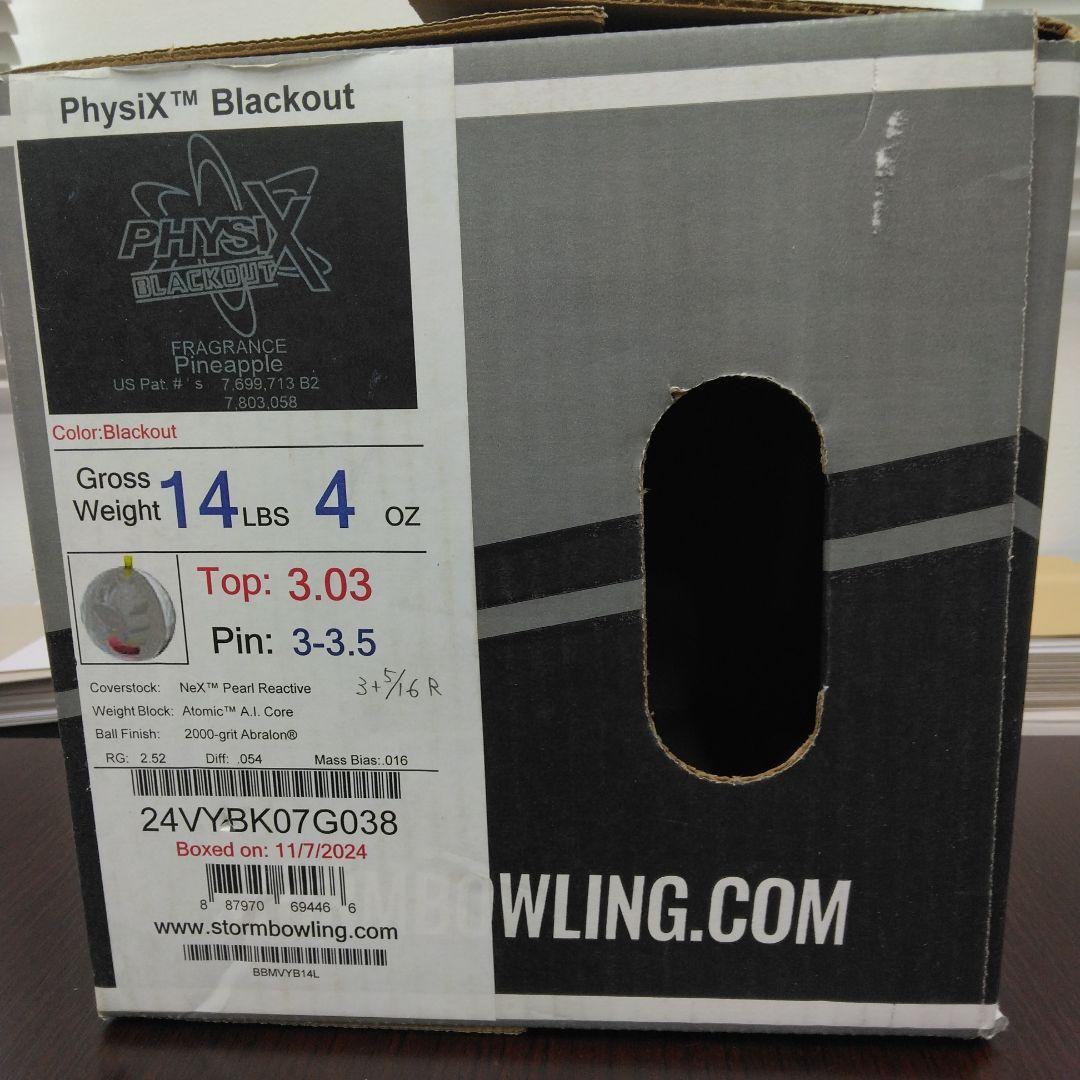 PhysiX™ Blackout
PHYSIX
BLACKOUT
FRAGRANCE
Pineapple
US Pat. #'s 7,699,713 B2
7,803,058
Color:Blackout
Gross
Weight 14 LBS 4 OZ
Top: 3.03
Pin: 3-3.5
3+5/16 R
Coverstock: NeX™ Pearl Reactive
Weight Block: Atomic™ A.I. Core
Ball Finish: 2000-grit Abralon®
RG: 2.52 Diff: .054 Mass Bias:.016
24VYBK07G038
Boxed on: 11/7/2024
8 87970 69446 6
www.stormbowling.com
BBMVYB14L
MBOWLING.COM